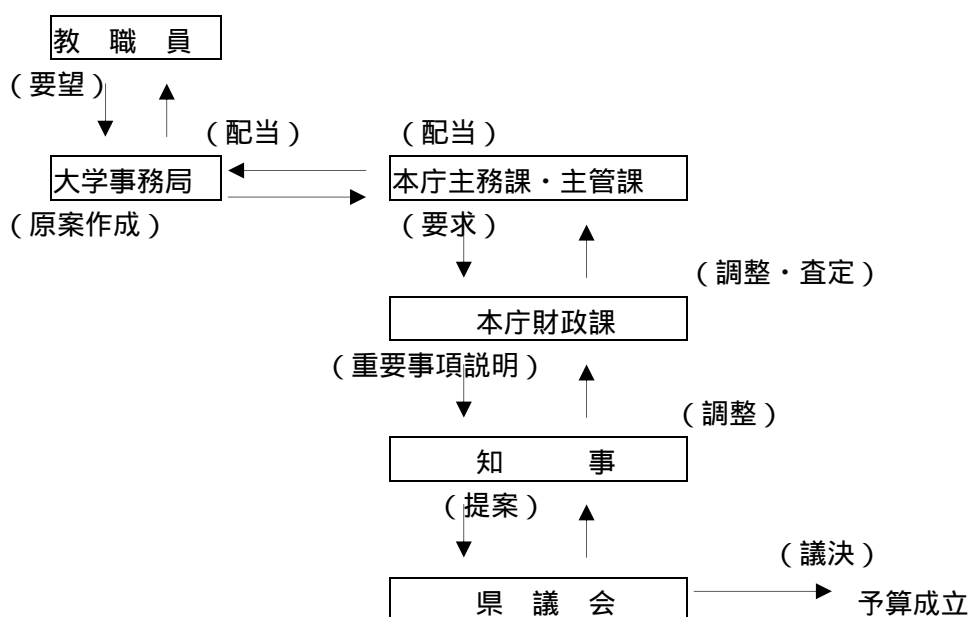 教　職　員
（要望）
（配当）　（配当）
大学事務局　本庁主務課・主管課
（原案作成）　（要求）
（調整・査定）
本庁財政課
（重要事項説明）
（調整）
知　　事
（提案）
（議決）
県　議　会　予算成立